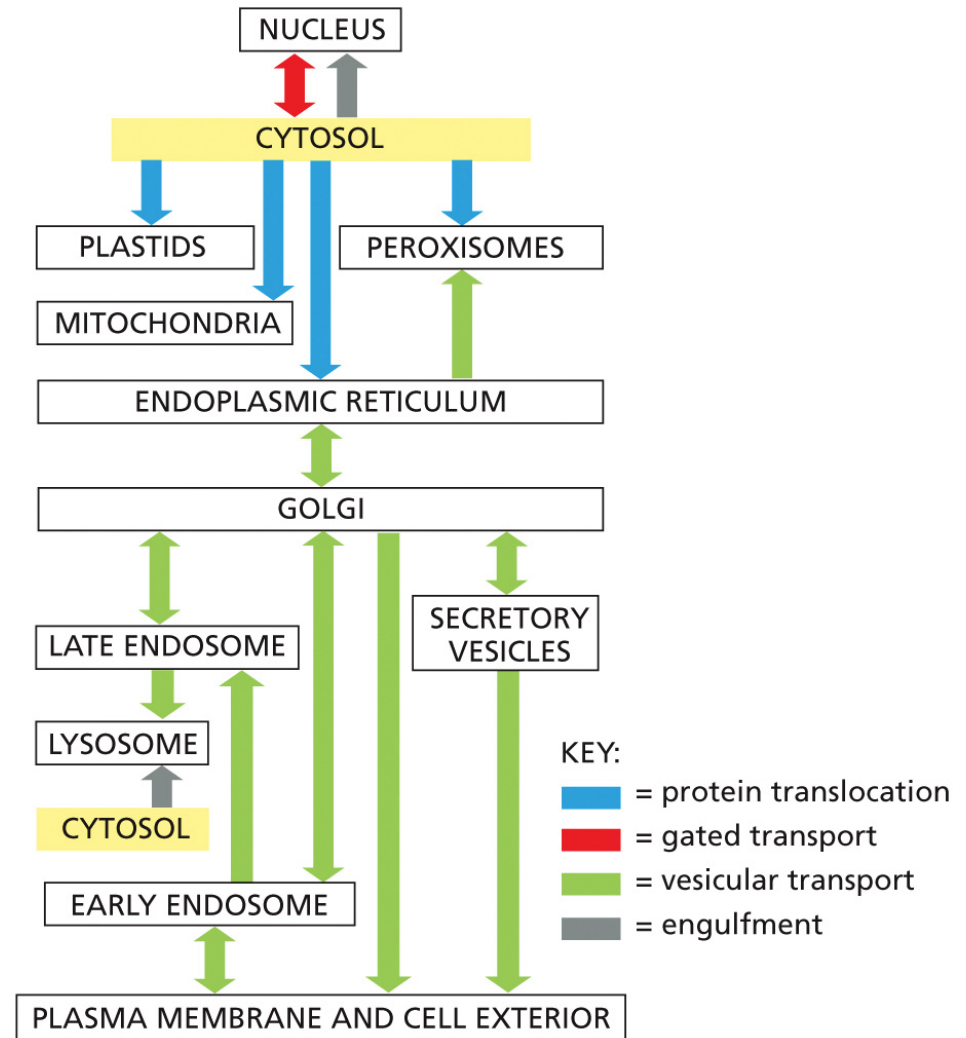 NUCLEUS
CYTOSOL
PLASTIDS
PEROXISOMES
MITOCHONDRIA
ENDOPLASMIC RETICULUM
GOLGI
SECRETORY
VESICLES
LATE ENDOSOME
LYSOSOME
CYTOSOL
EARLY ENDOSOME
PLASMA MEMBRANE AND CELL EXTERIOR
KEY:
= protein translocation
= gated transport
= vesicular transport
= engulfment